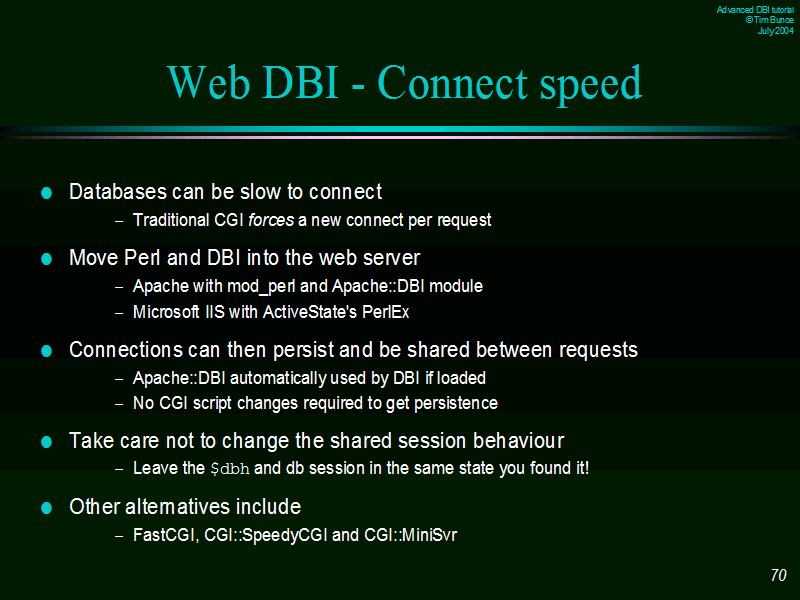 Advanced DBI tutorial
© Tim Bunce
July 2004
Web DBI - Connect speed
Databases can be slow to connect
– Traditional CGI forces a new connect per request
Move Perl and DBI into the web server
– Apache with mod_perl and Apache::DBI module
– Microsoft IIS with ActiveState's PerlEx
Connections can then persist and be shared between requests
– Apache::DBI automatically used by DBI if loaded
– No CGI script changes required to get persistence
Take care not to change the shared session behaviour
– Leave the $dbh and db session in the same state you found it!
Other alternatives include
– FastCGI, CGI::SpeedyCGI and CGI::MiniSvr
70